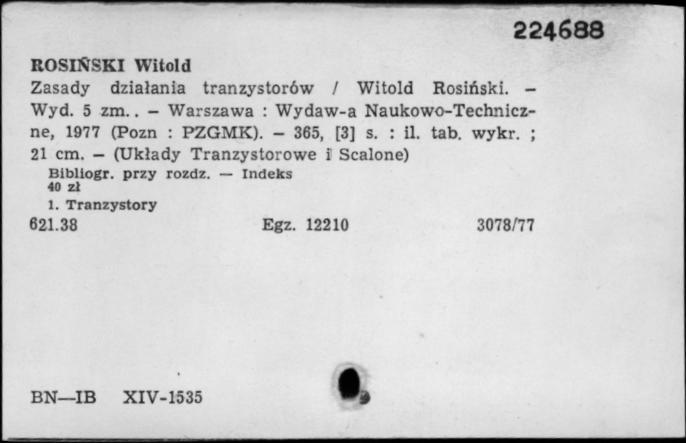 224688
ROSIŃSKI Witold
Zasady działania tranzystorów / Witold Rosiński. —
Wyd. 5 zm.. — Warszawa : Wydaw-a Naukowo-Technicz-
ne, 1977 (Pozn : PZGMK). — 365, [3] s. : il. tab. wykr. ;
21 cm. — (Układy Tranzystorowe i Scalone)
Bibliogr. przy rozdz. — Indeks
40 zł
1. Tranzystory
621.38 Egz. 12210 3078/77
BN—IB XIV-1535